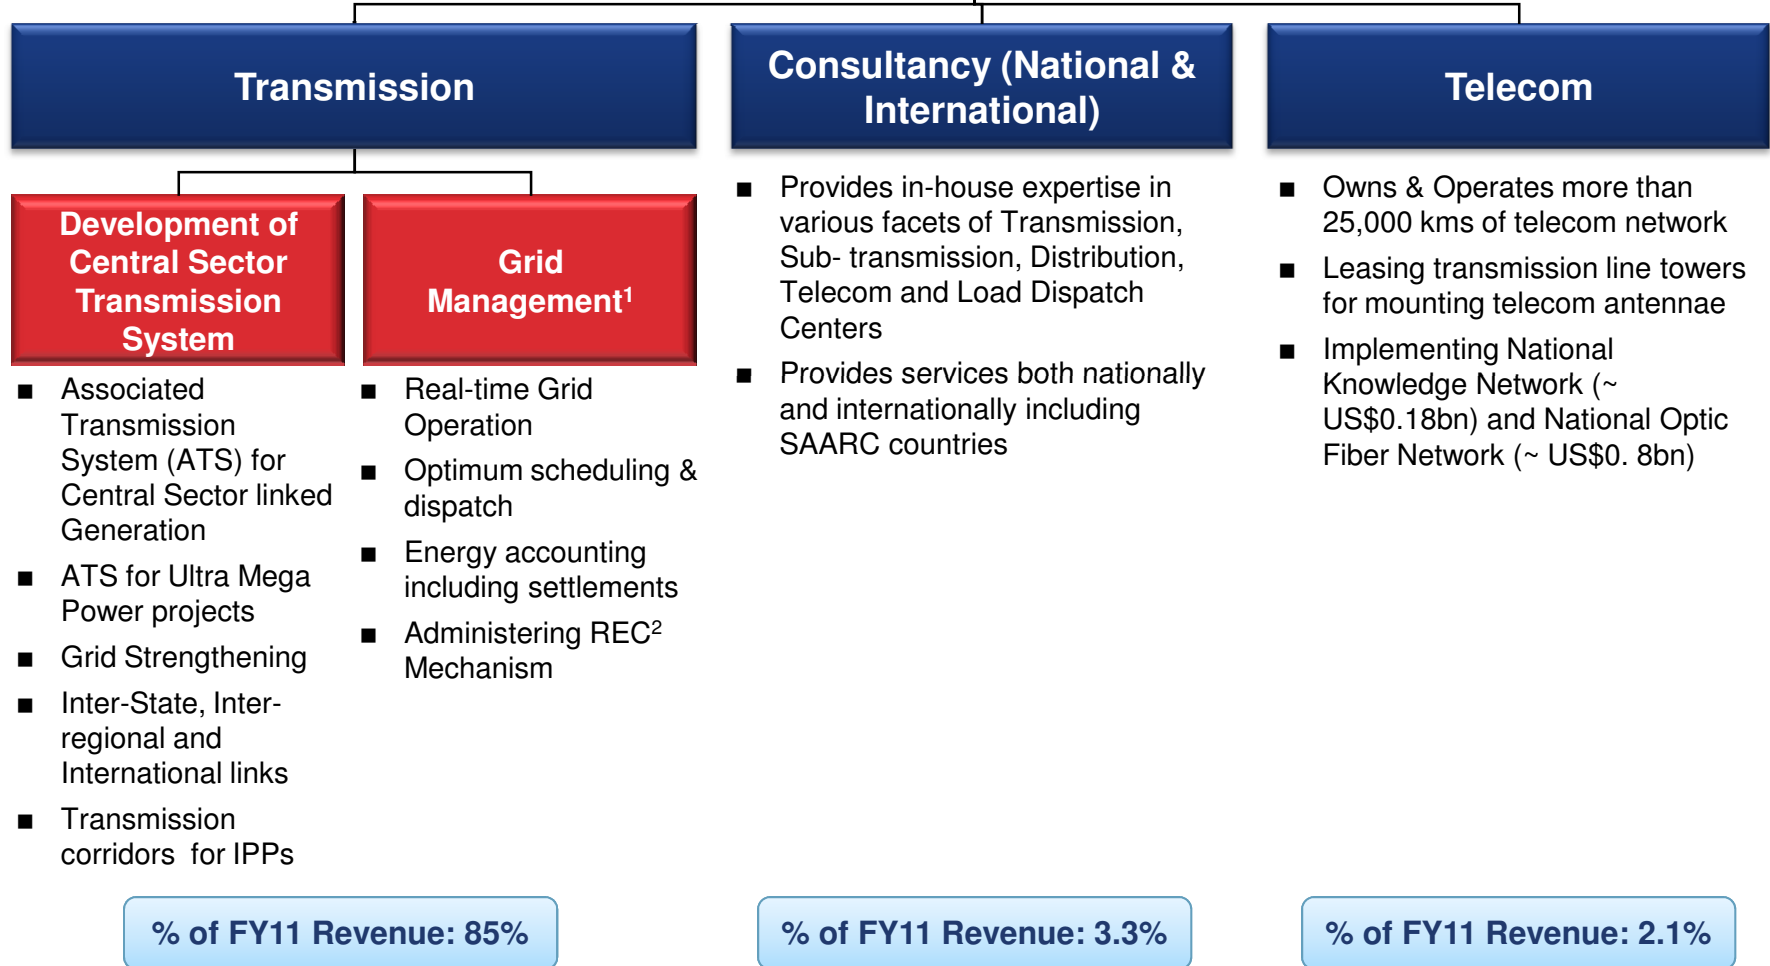 Transmission
Consultancy (National &
International)
Telecom
Development of
Central Sector
Transmission
System
Grid
Management¹
■ Associated
Transmission
System (ATS) for
Central Sector linked
Generation
■ ATS for Ultra Mega
Power projects
■ Grid Strengthening
■ Inter-State, Inter-
regional and
International links
■ Transmission
corridors for IPPs
■ Real-time Grid
Operation
■ Optimum scheduling &
dispatch
■ Energy accounting
including settlements
■ Administering REC²
Mechanism
■ Provides in-house expertise in
various facets of Transmission,
Sub- transmission, Distribution,
Telecom and Load Dispatch
Centers
■ Provides services both nationally
and internationally including
SAARC countries
■ Owns & Operates more than
25,000 kms of telecom network
■ Leasing transmission line towers
for mounting telecom antennae
■ Implementing National
Knowledge Network (~
US$0.18bn) and National Optic
Fiber Network (~ US$0. 8bn)
% of FY11 Revenue: 85%
% of FY11 Revenue: 3.3%
% of FY11 Revenue: 2.1%